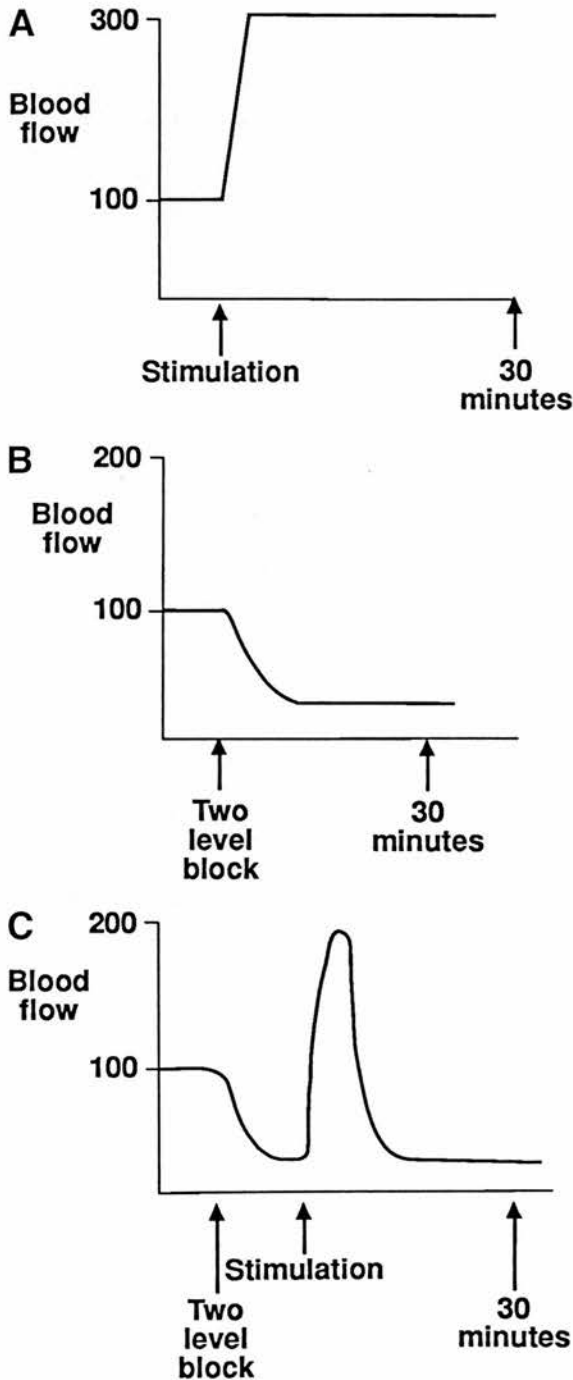 A
300
Blood
flow
100
Stimulation
30
minutes
B
200
Blood
flow
100
Two
level
block
30
minutes
C
200
Blood
flow
100
Stimulation
Two
level
block
30
minutes